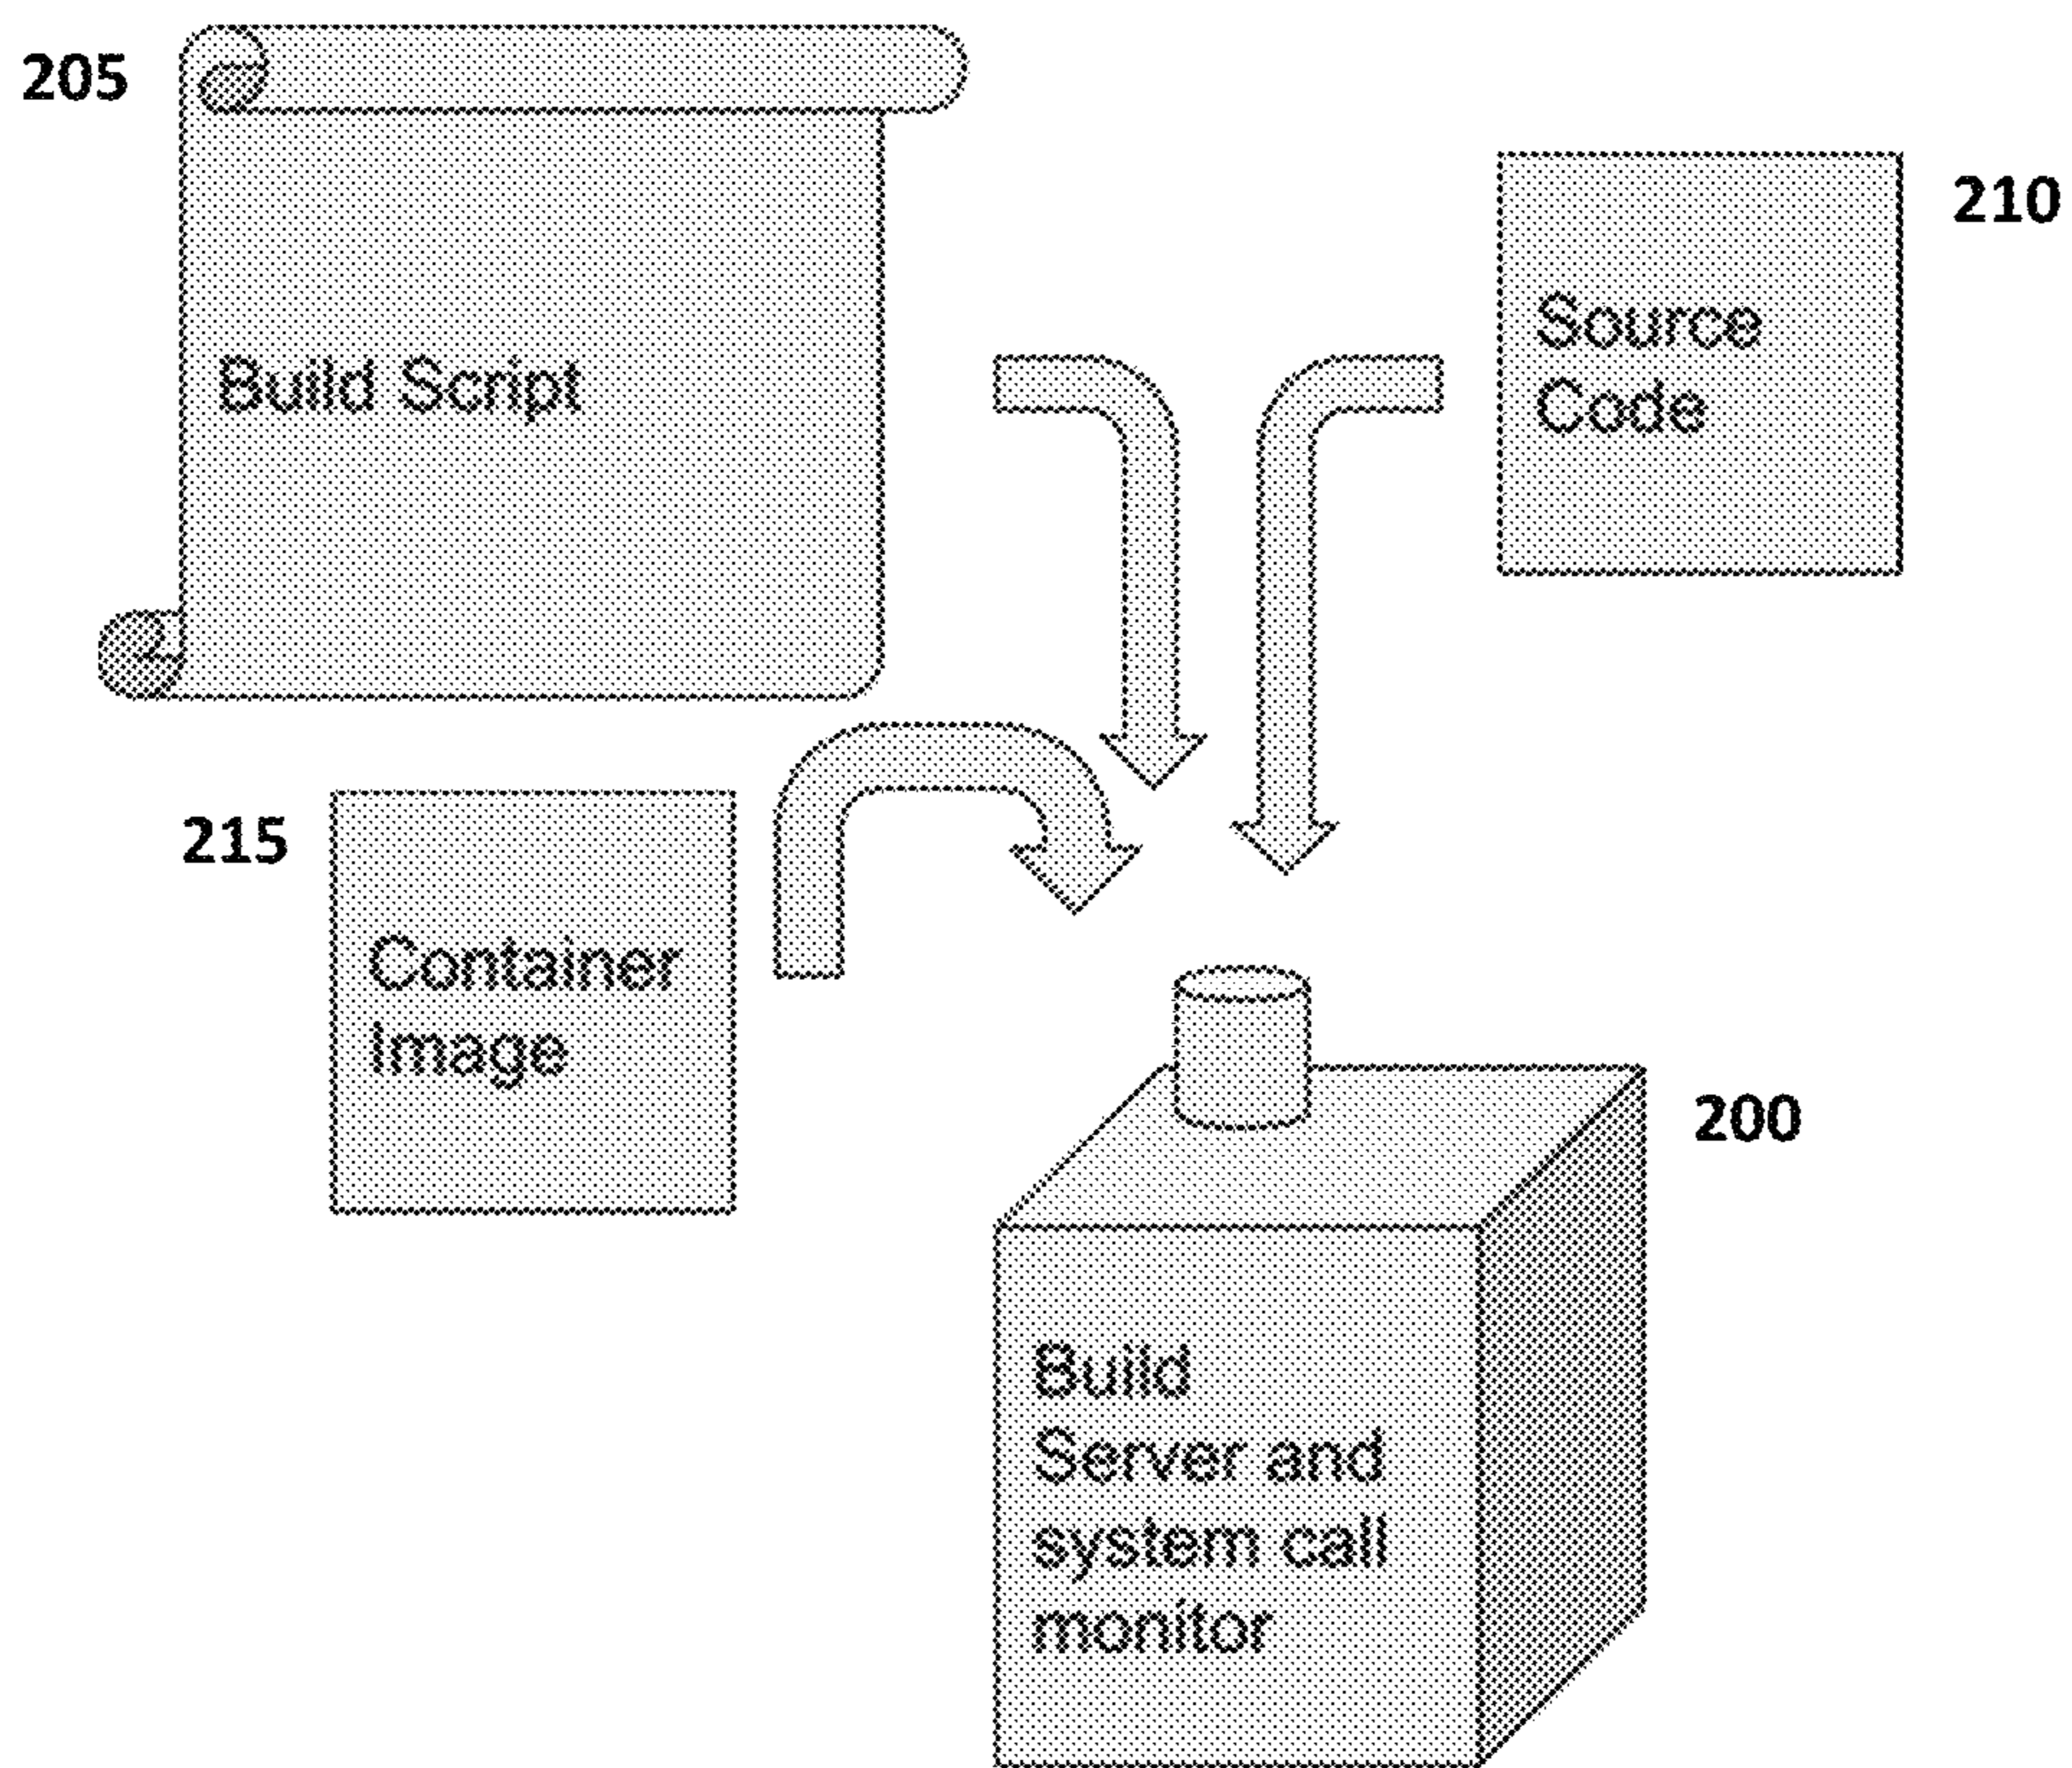 205
Build Script
210
Source
Code
215
Container
Image
200
Build
Server and
system call
monitor